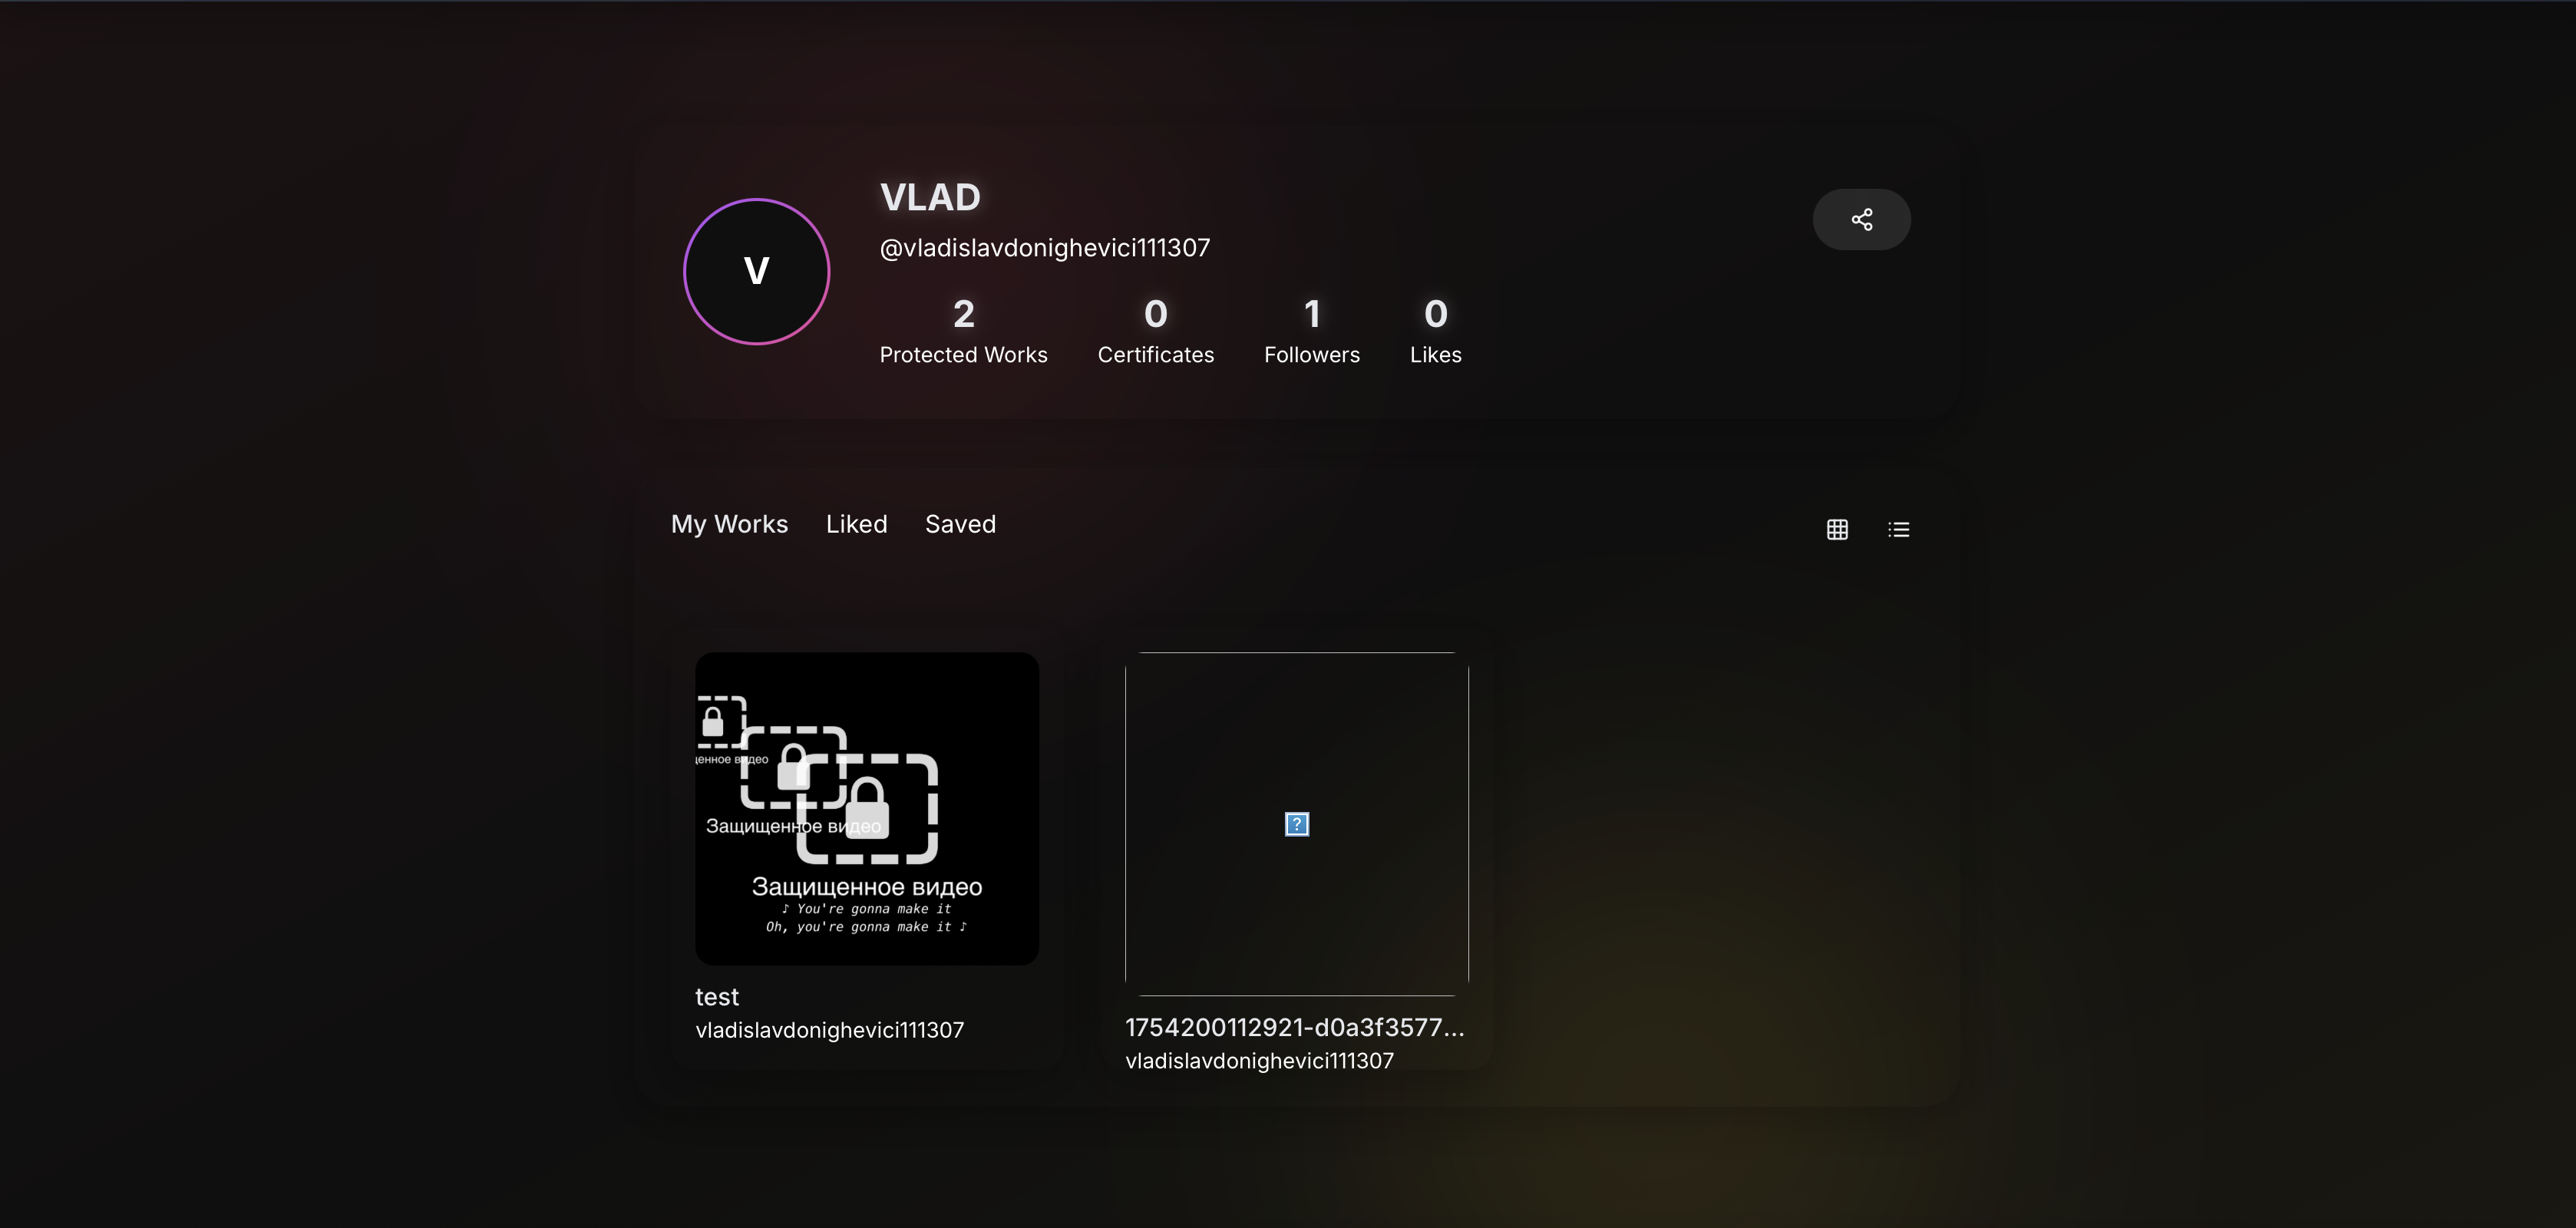 VLAD
@vladislavdonighevici111307
V
2
0
1
0
Protected Works
Certificates
Followers
Likes
My Works
Liked
Saved
видео
Защищенное видео
Защищенное видео
♪ You're gonna make it
Oh, you're gonna make it ♪
?
test
vladislavdonighevici111307
1754200112921-d0a3f3577...
vladislavdonighevici111307